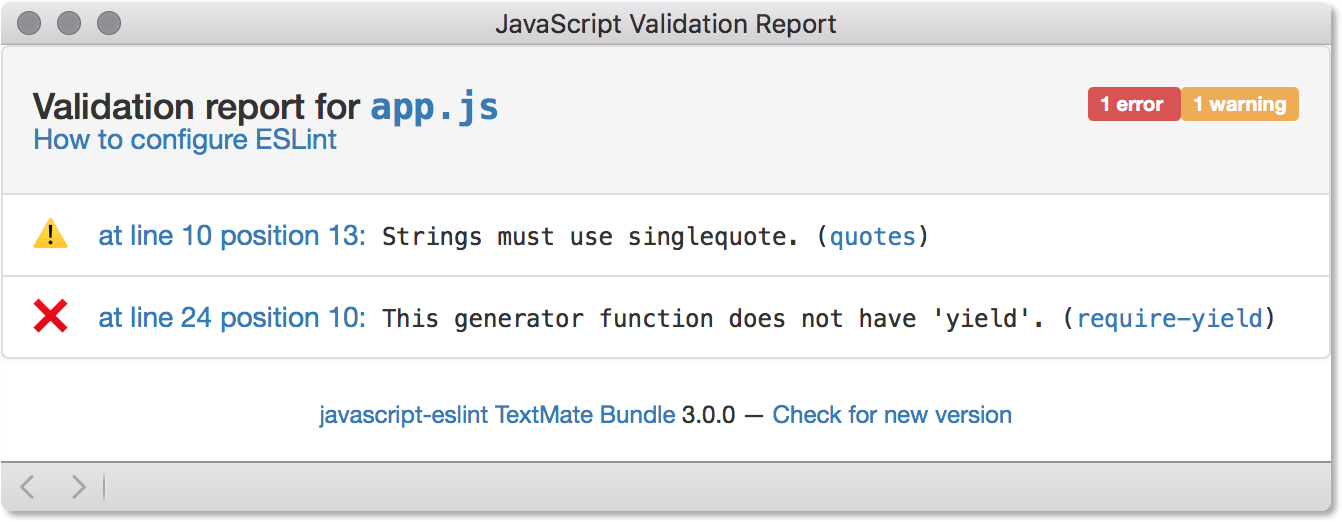 JavaScript Validation Report
Validation report for app.js
1 error 1 warning
How to configure ESLint
at line 10 position 13: Strings must use singlequote. (quotes)
at line 24 position 10: This generator function does not have 'yield'. (require-yield)
javascript-eslint TextMate Bundle 3.0.0 — Check for new version